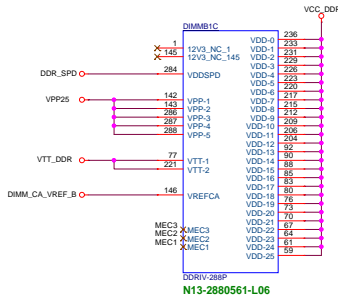 VCC_DDR
DIMMB1C
1 12V3_NC_1 VDD-0 236
145 12V3_NC_145 VDD-1 233
VDD-2 231
VDD-3 229
DDR_SPD 284 VDDSPD VDD-4 226
VDD-5 223
VDD-6 220
VPP25 142 VPP-1 VDD-7 217
143 VPP-2 VDD-8 215
286 VPP-3 VDD-9 212
287 VPP-4 VDD-10 209
288 VPP-5 VDD-11 206
VDD-12 204
VDD-13 92
VTT_DDR 77 VTT-1 VDD-14 90
221 VTT-2 VDD-15 88
VDD-16 85
VDD-17 83
DIMM_CA_VREF_B 146 VREFCA VDD-18 80
VDD-19 76
VDD-20 73
VDD-21 70
MEC3 MEC3 VDD-22 67
MEC2 MEC2 VDD-23 64
MEC1 MEC1 VDD-24 61
VDD-25 59
DDRIV-288P
N13-2880561-L06